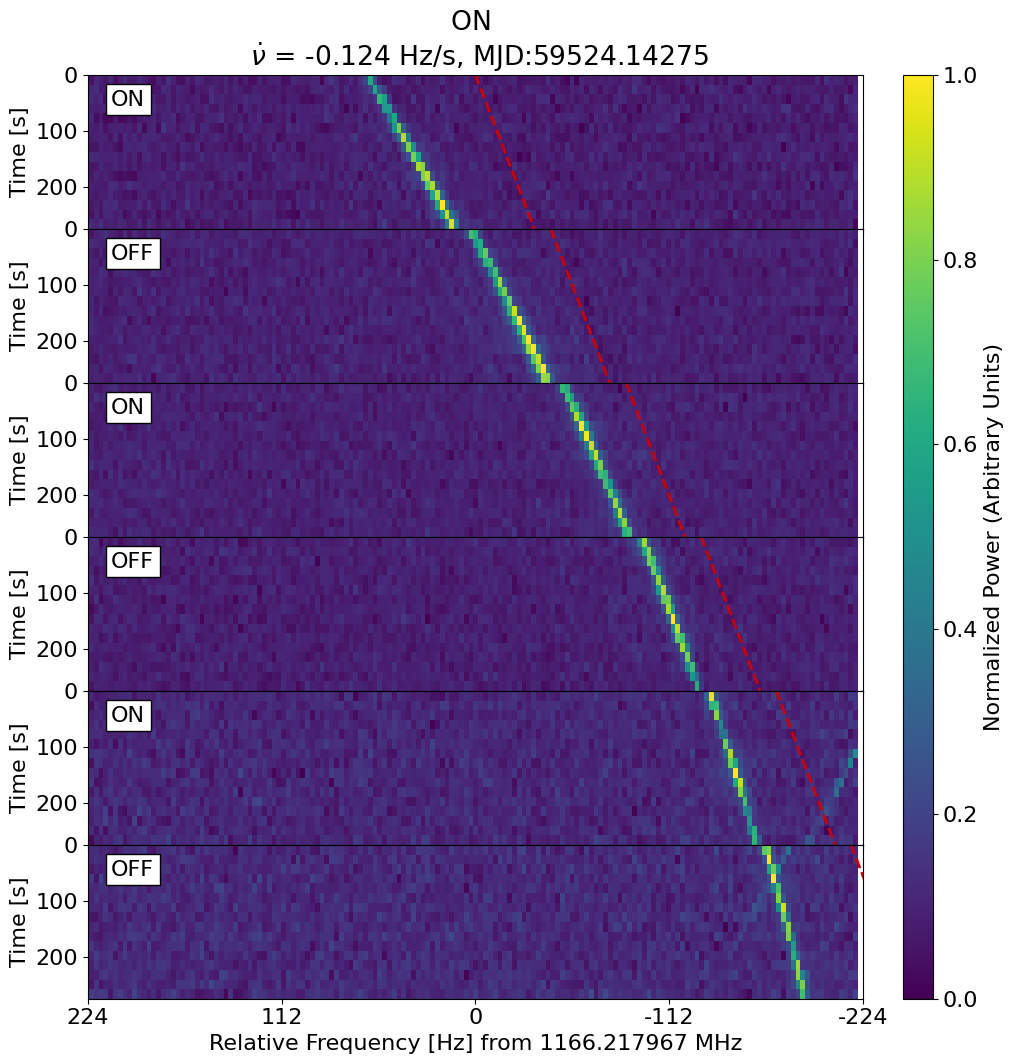 ON
ν̇ = -0.124 Hz/s, MJD:59524.14275
0
100
200
Time [s]
ON
0
100
200
Time [s]
OFF
0
100
200
Time [s]
ON
0
100
200
Time [s]
OFF
0
100
200
Time [s]
ON
0
100
200
Time [s]
OFF
224
112
0
-112
-224
Relative Frequency [Hz] from 1166.217967 MHz
1.0
0.8
0.6
0.4
0.2
0.0
Normalized Power (Arbitrary Units)